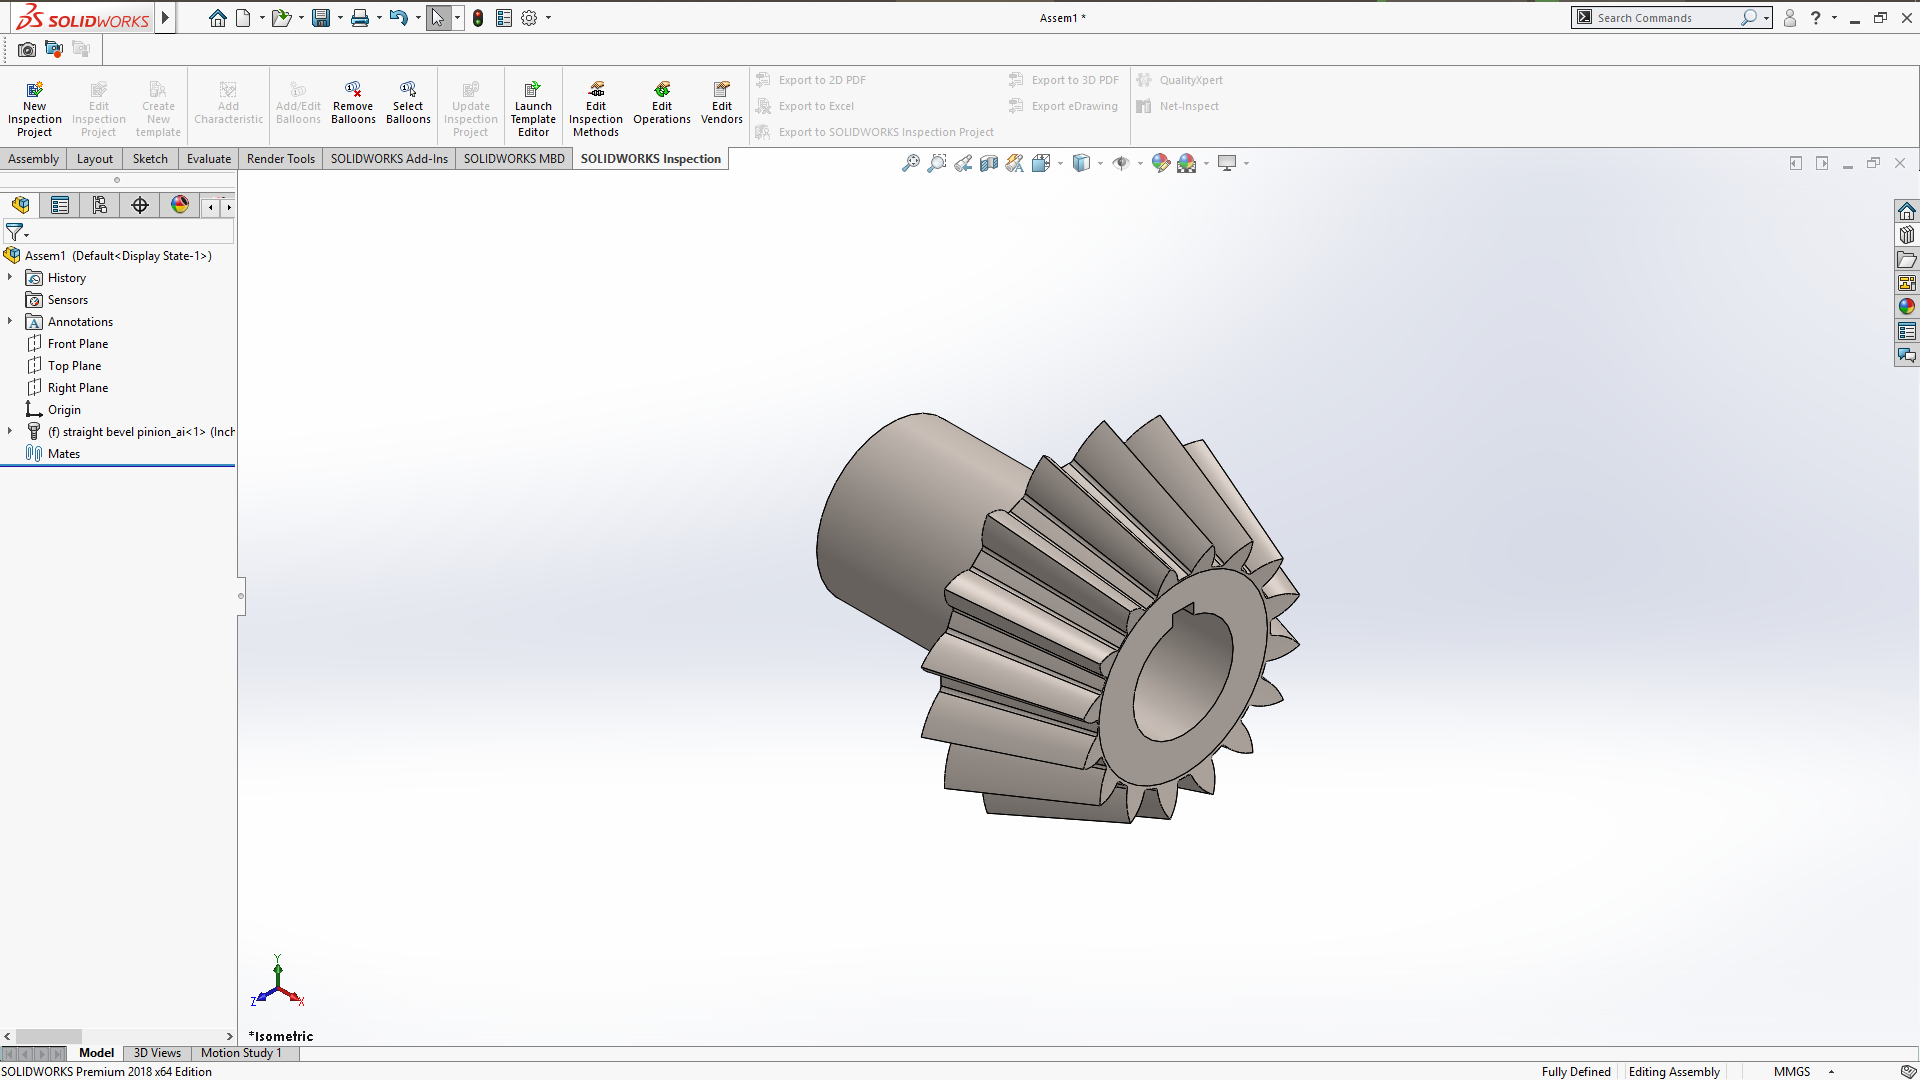 SOLIDWORKS
Assem1 *
Search Commands
New Inspection Project
Edit Inspection Project
Create New template
Add Characteristic
Add/Edit Balloons
Remove Balloons
Select Balloons
Update Inspection Project
Launch Template Editor
Edit Inspection Methods
Edit Operations
Edit Vendors
Export to 2D PDF
Export to Excel
Export to SOLIDWORKS Inspection Project
Export to 3D PDF
Export eDrawing
QualityXpert
Net-Inspect
Assembly
Layout
Sketch
Evaluate
Render Tools
SOLIDWORKS Add-Ins
SOLIDWORKS MBD
SOLIDWORKS Inspection
Assem1 (Default<Display State-1>)
History
Sensors
A Annotations
Front Plane
Top Plane
Right Plane
Origin
(f) straight bevel pinion_ai<1> (Inch
Mates
Y
Z
X
*Isometric
Model
3D Views
Motion Study 1
SOLIDWORKS Premium 2018 x64 Edition
Fully Defined
Editing Assembly
MMGS